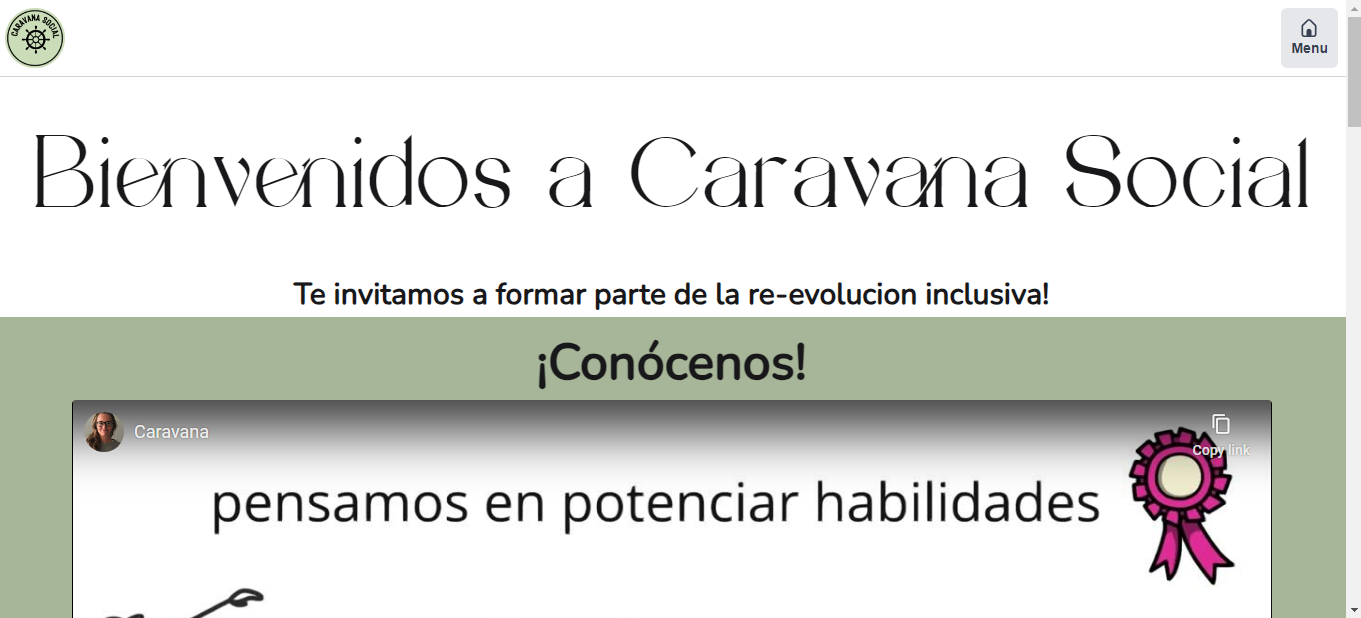 CARAVANA SOCIAL
Menu
Bienvenidos a Caravana Social
Te invitamos a formar parte de la re-evolucion inclusiva!
¡Conócenos!
Caravana
Copy link
pensamos en potenciar habilidades